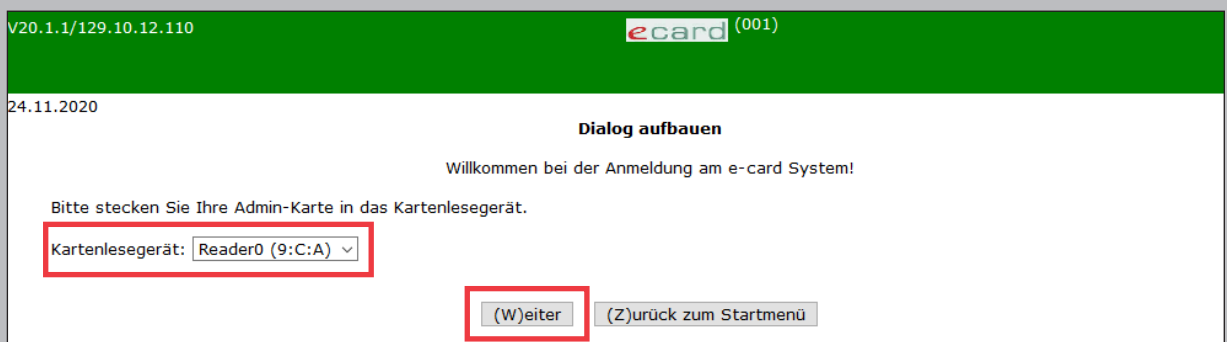 V20.1.1/129.10.12.110
ecard (001)
24.11.2020
Dialog aufbauen
Willkommen bei der Anmeldung am e-card System!
Bitte stecken Sie Ihre Admin-Karte in das Kartenlesegerät.
Kartenlesegerät: Reader0 (9:C:A)
(W)eiter (Z)urück zum Startmenü